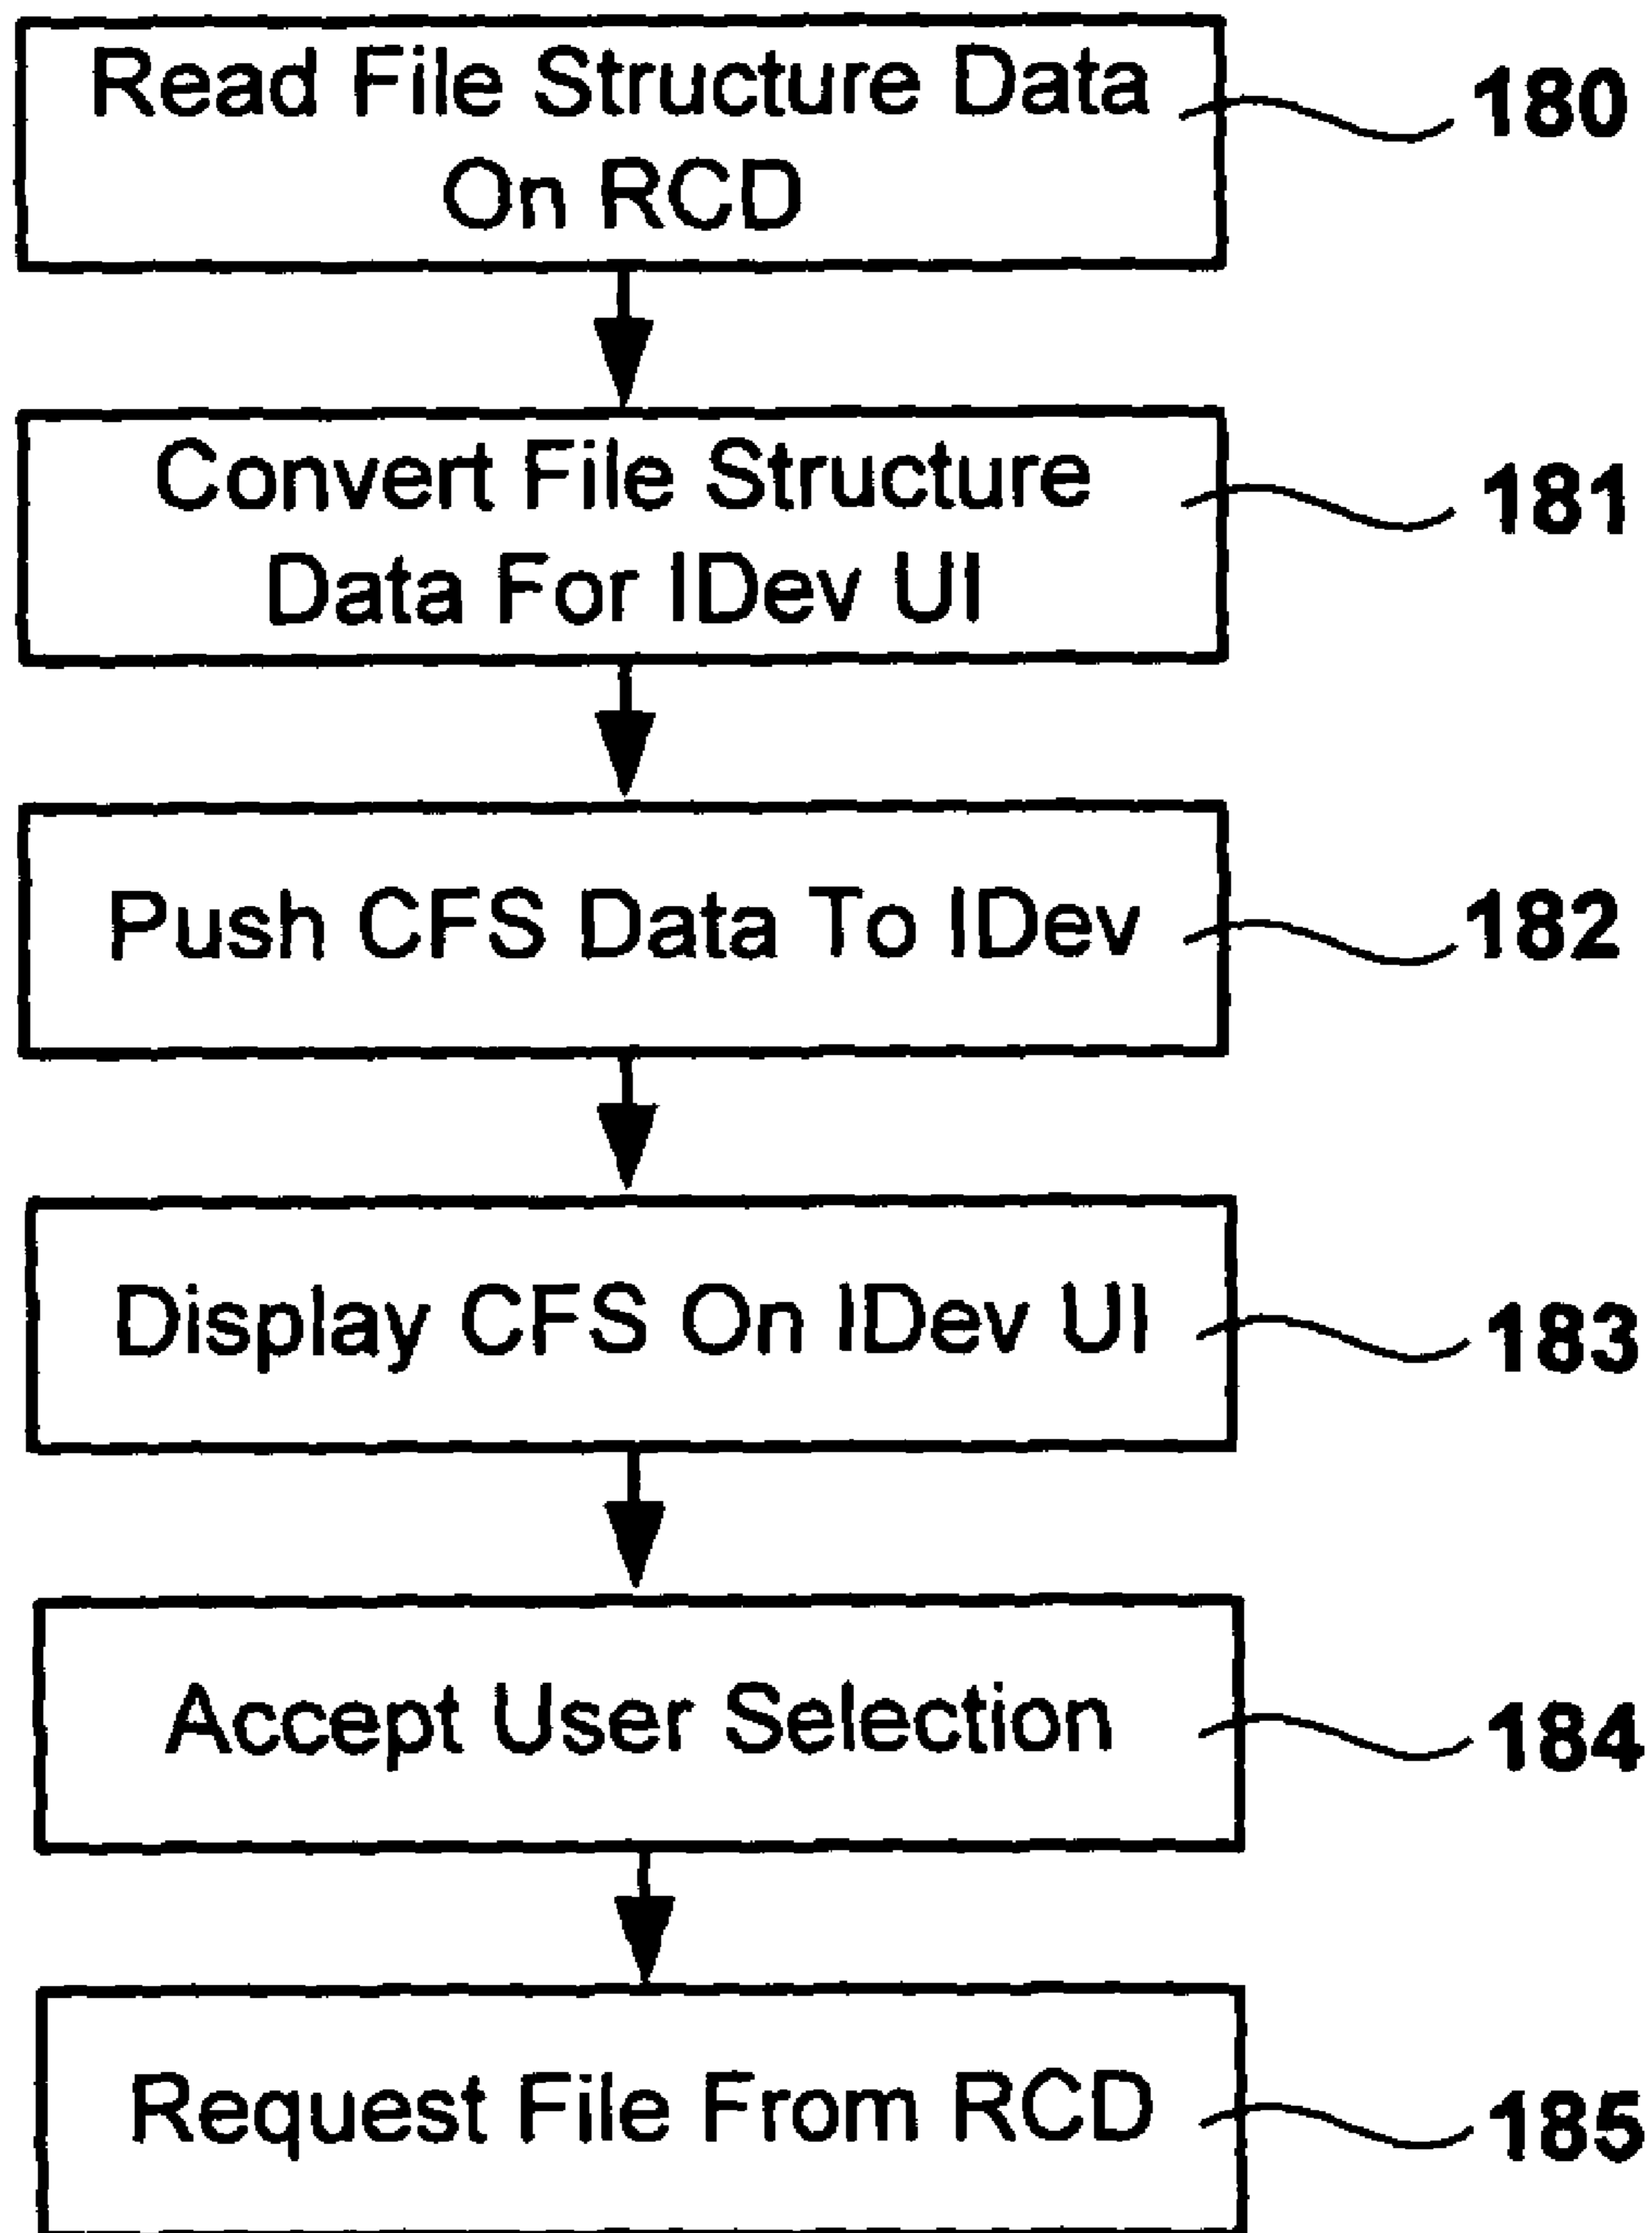 Read File Structure Data
On RCD
180
Convert File Structure
Data For IDev UI
181
Push CFS Data To IDev
182
Display CFS On IDev UI
183
Accept User Selection
184
Request File From RCD
185